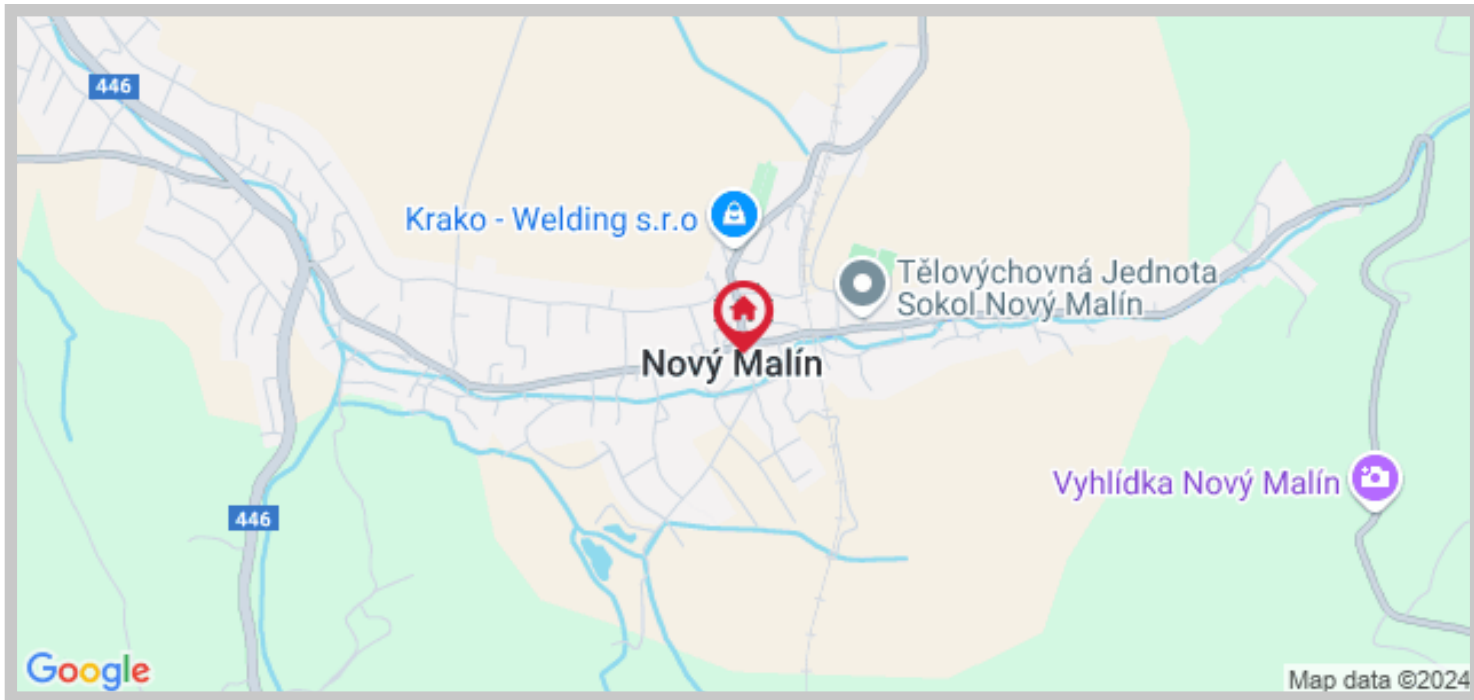 446
Krako - Welding s.r.o
Tělovýchovná Jednota
Sokol Nový Malín
Nový Malín
Vyhlídka Nový Malín
446
Google
Map data ©2024